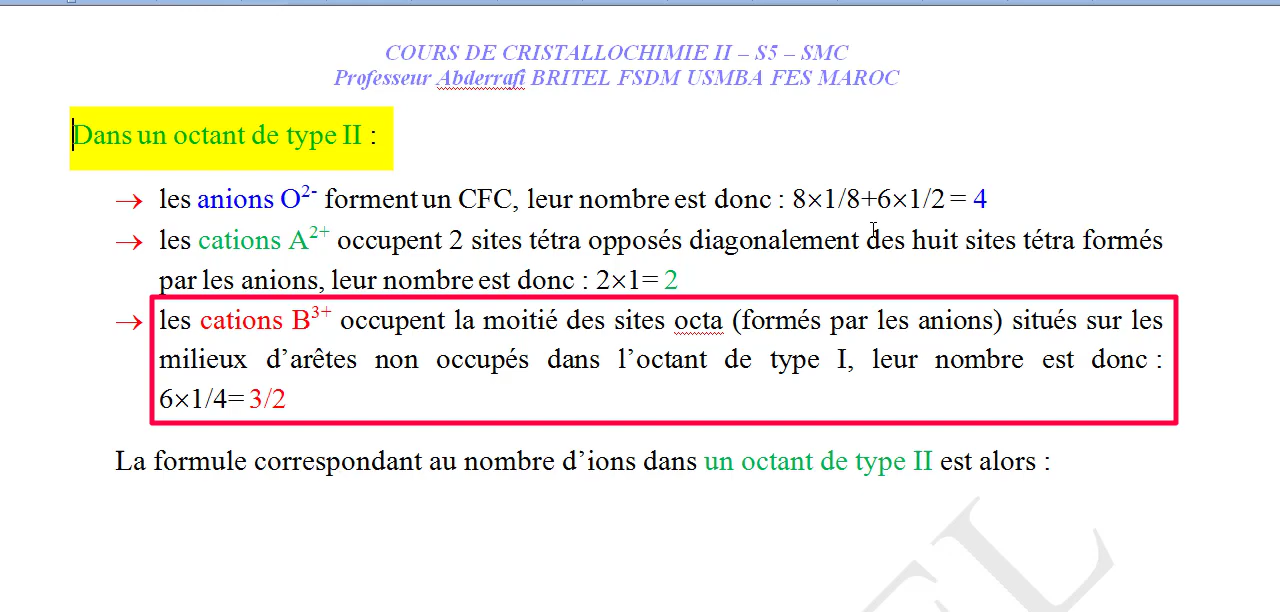 COURS DE CRISTALLOCHIMIE II – S5 – SMC
Professeur Abderrafi BRITEL FSDM USMBA FES MAROC
Dans un octant de type II :
→ les anions O²⁻ forment un CFC, leur nombre est donc : 8×1/8+6×1/2 = 4
→ les cations A²⁺ occupent 2 sites tétra opposés diagonalement des huit sites tétra formés
par les anions, leur nombre est donc : 2×1= 2
→ les cations B³⁺ occupent la moitié des sites octa (formés par les anions) situés sur les
milieux d’arêtes non occupés dans l’octant de type I, leur nombre est donc :
6×1/4= 3/2
La formule correspondant au nombre d’ions dans un octant de type II est alors :
EL